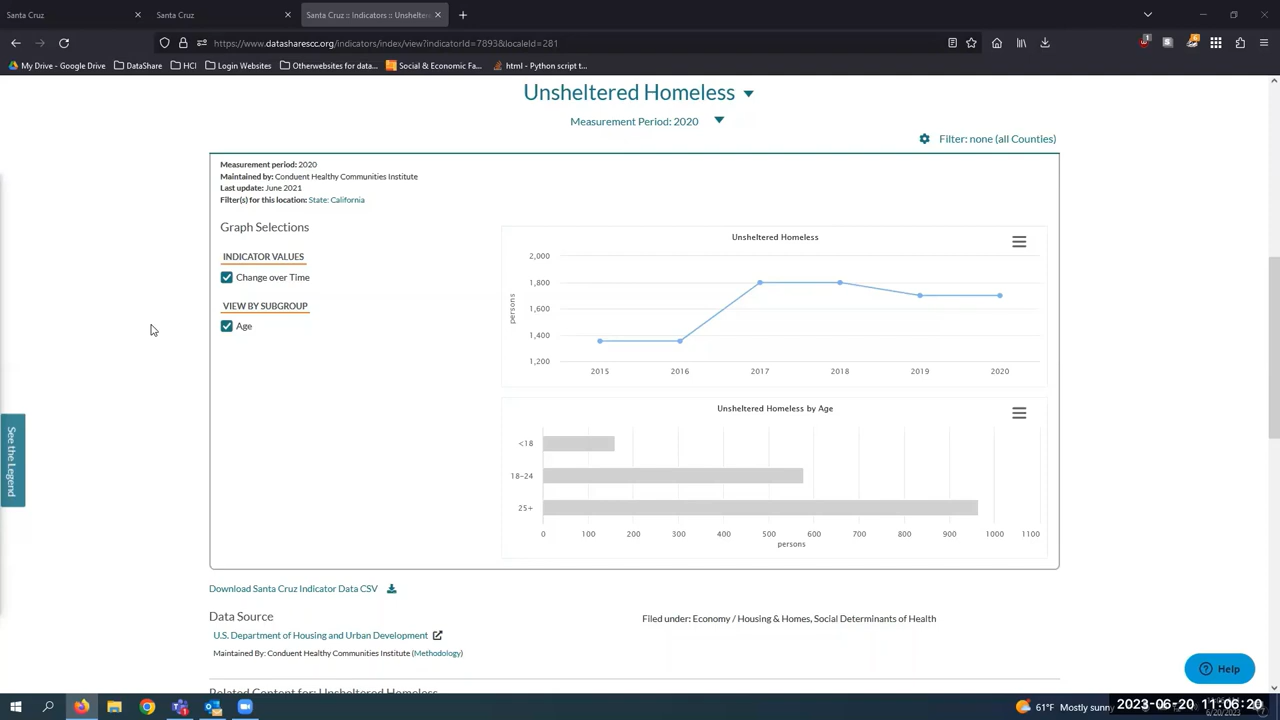 Santa Cruz
Santa Cruz
Santa Cruz :: Indicators :: Unshelter
https://www.datasharescc.org/indicators/index/view?indicatorId=7893&localeId=281
My Drive - Google Drive
DataShare
HCI
Login Websites
Otherwebsites for data...
Social & Economic Fa...
html - Python script t...
Unsheltered Homeless
Measurement Period: 2020
Filter: none (all Counties)
Measurement period: 2020
Maintained by: Conduent Healthy Communities Institute
Last update: June 2021
Filter(s) for this location: State: California
Graph Selections
INDICATOR VALUES
Change over Time
VIEW BY SUBGROUP
Age
Unsheltered Homeless
persons
2,000
1,800
1,600
1,400
1,200
2015 2016 2017 2018 2019 2020
Unsheltered Homeless by Age
<18
18-24
25+
0 100 200 300 400 500 600 700 800 900 1000 1100
persons
See the Legend
Download Santa Cruz Indicator Data CSV
Data Source
Filed under: Economy / Housing & Homes, Social Determinants of Health
U.S. Department of Housing and Urban Development
Maintained By: Conduent Healthy Communities Institute (Methodology)
Help
Related Content for: Unsheltered Homeless
61°F Mostly sunny
2023-06-20 11:06:20